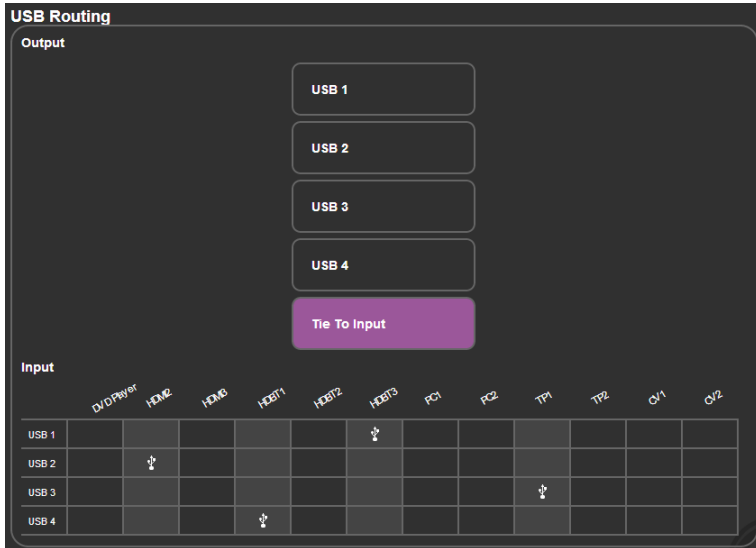 USB Routing
Output
USB 1
USB 2
USB 3
USB 4
Tie To Input
Input
DVD Player HDMI2 HDMI3 HDBT1 HDBT2 HDBT3 PC1 PC2 TP1 TP2 CV1 CV2
USB 1
USB 2
USB 3
USB 4